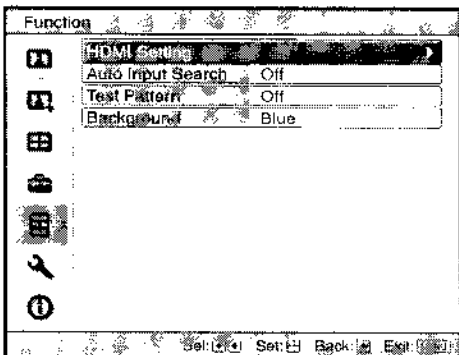 Function
HDMI Setting
Auto Input Search Off
Test Pattern Off
Background Blue
Sel: Set: Back: Exit: